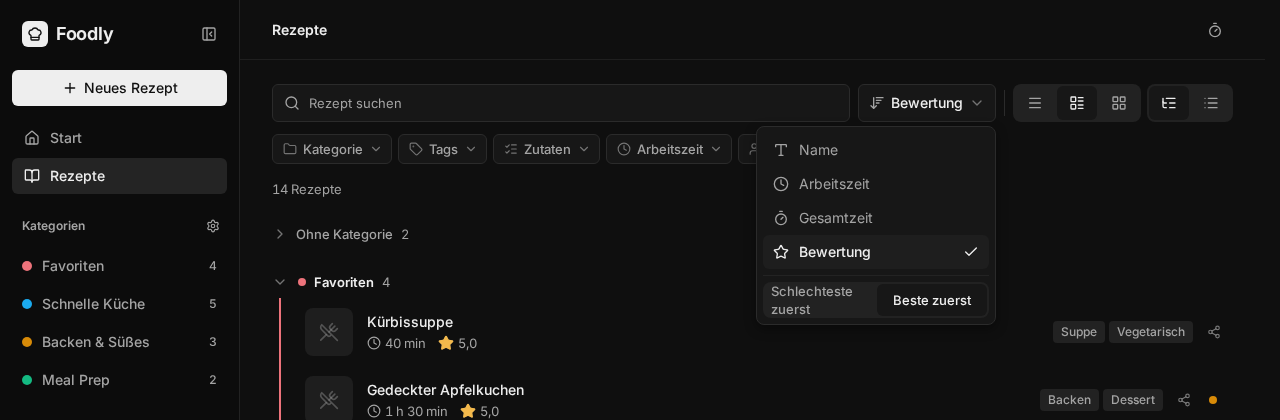 Foodly
Neues Rezept
Start
Rezepte
Kategorien
Favoriten 4
Schnelle Küche 5
Backen & Süßes 3
Meal Prep 2
Rezepte
Rezept suchen
Bewertung
Kategorie Tags Zutaten Arbeitszeit
14 Rezepte
Name
Arbeitszeit
Gesamtzeit
Bewertung
Schlechteste
zuerst
Beste zuerst
Ohne Kategorie 2
Favoriten 4
Kürbissuppe
40 min 5,0
Suppe Vegetarisch
Gedeckter Apfelkuchen
1 h 30 min 5,0
Backen Dessert